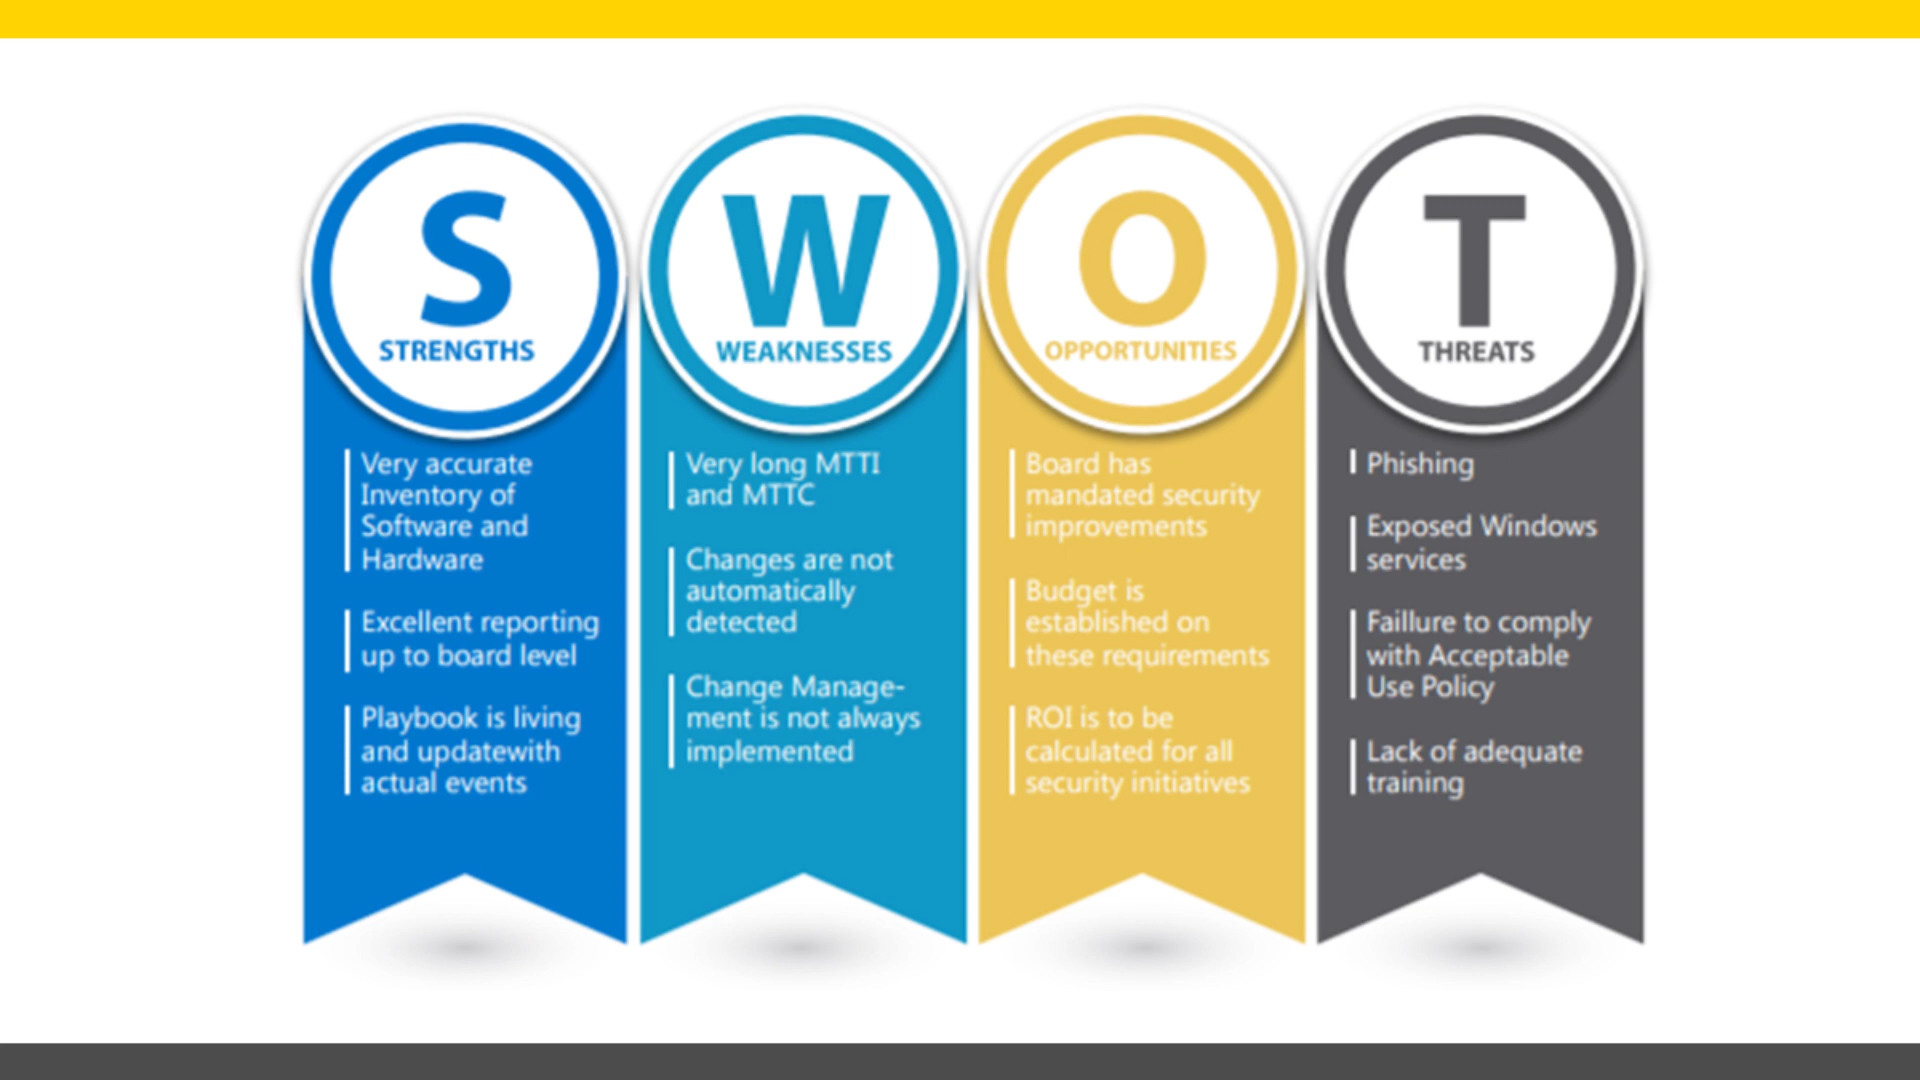 S
STRENGTHS
Very accurate
Inventory of
Software and
Hardware
Excellent reporting
up to board level
Playbook is living
and updatewith
actual events
W
WEAKNESSES
Very long MTTI
and MTTC
Changes are not
automatically
detected
Change Manage-
ment is not always
implemented
O
OPPORTUNITIES
Board has
mandated security
improvements
Budget is
established on
these requirements
ROI is to be
calculated for all
security initiatives
T
THREATS
Phishing
Exposed Windows
services
Faillure to comply
with Acceptable
Use Policy
Lack of adequate
training